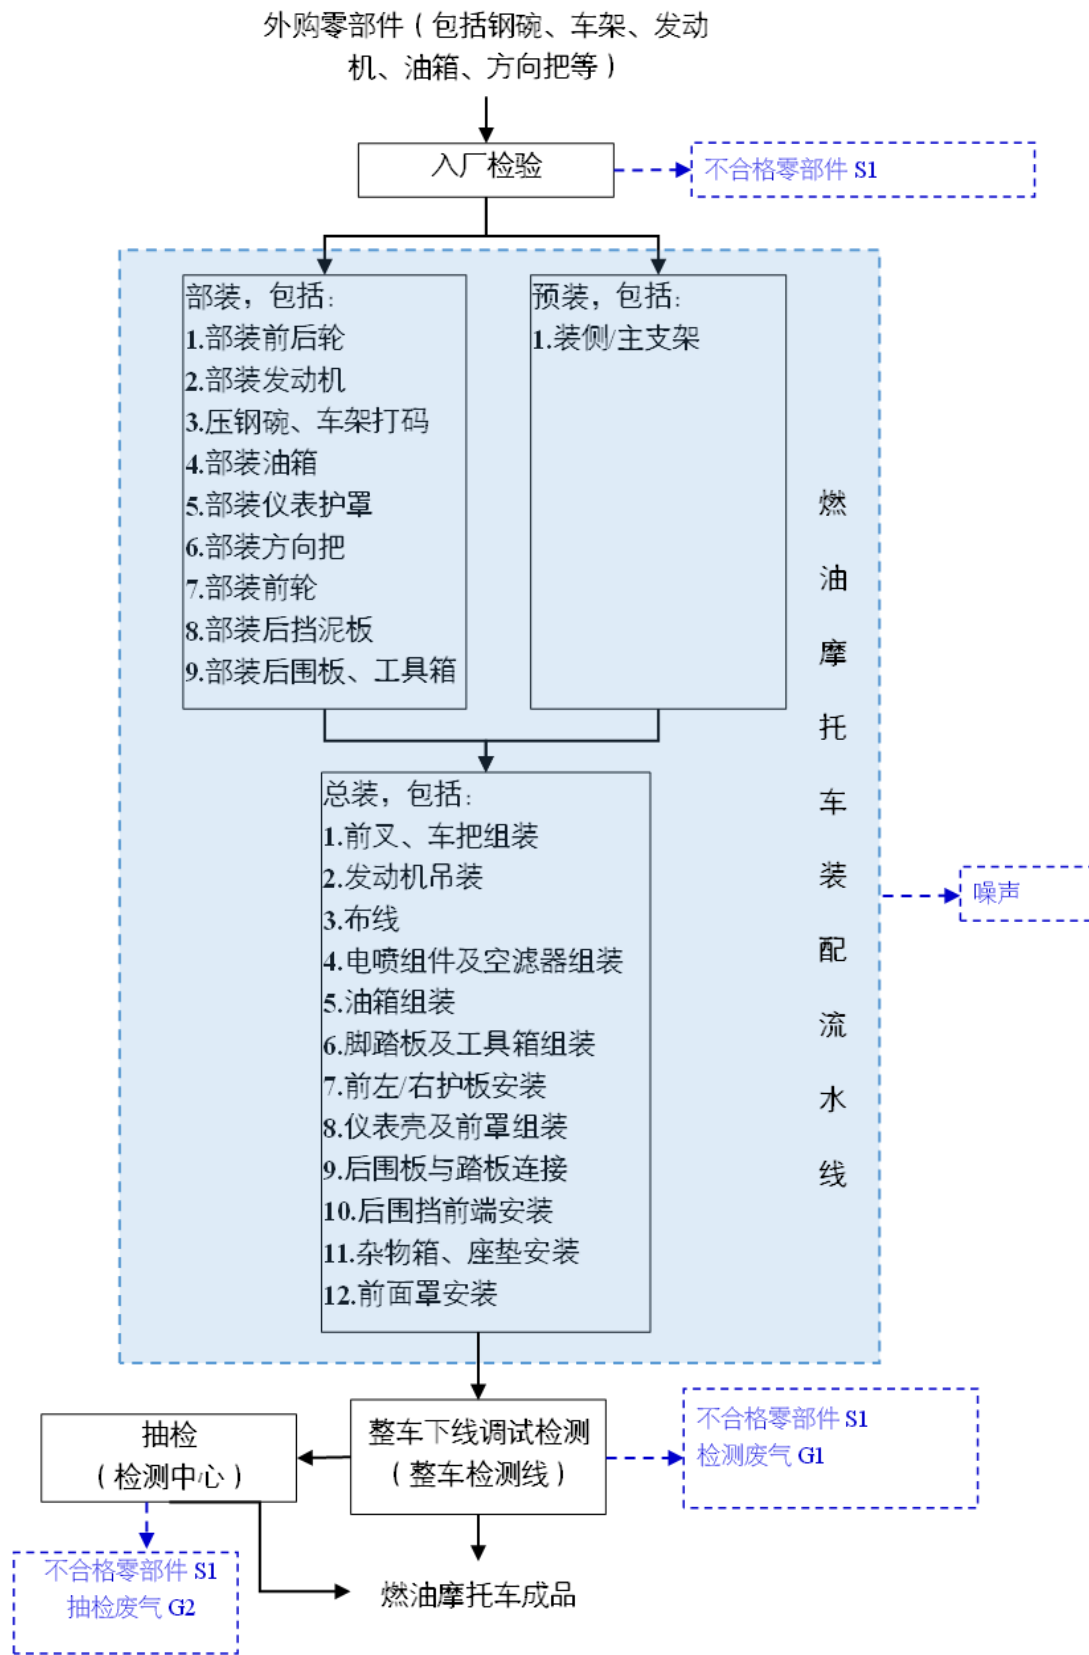 外购零部件（包括钢碗、车架、发动
机、油箱、方向把等）
入厂检验
不合格零部件 S1
部装，包括：
1.部装前后轮
2.部装发动机
3.压钢碗、车架打码
4.部装油箱
5.部装仪表护罩
6.部装方向把
7.部装前轮
8.部装后挡泥板
9.部装后围板、工具箱
预装，包括：
1.装侧/主支架
燃油摩托车装配流水线
总装，包括：
1.前叉、车把组装
2.发动机吊装
3.布线
4.电喷组件及空滤器组装
5.油箱组装
6.脚踏板及工具箱组装
7.前左/右护板安装
8.仪表壳及前罩组装
9.后围板与踏板连接
10.后围挡前端安装
11.杂物箱、座垫安装
12.前面罩安装
噪声
整车下线调试检测
（整车检测线）
不合格零部件 S1
检测废气 G1
抽检
（检测中心）
不合格零部件 S1
抽检废气 G2
燃油摩托车成品